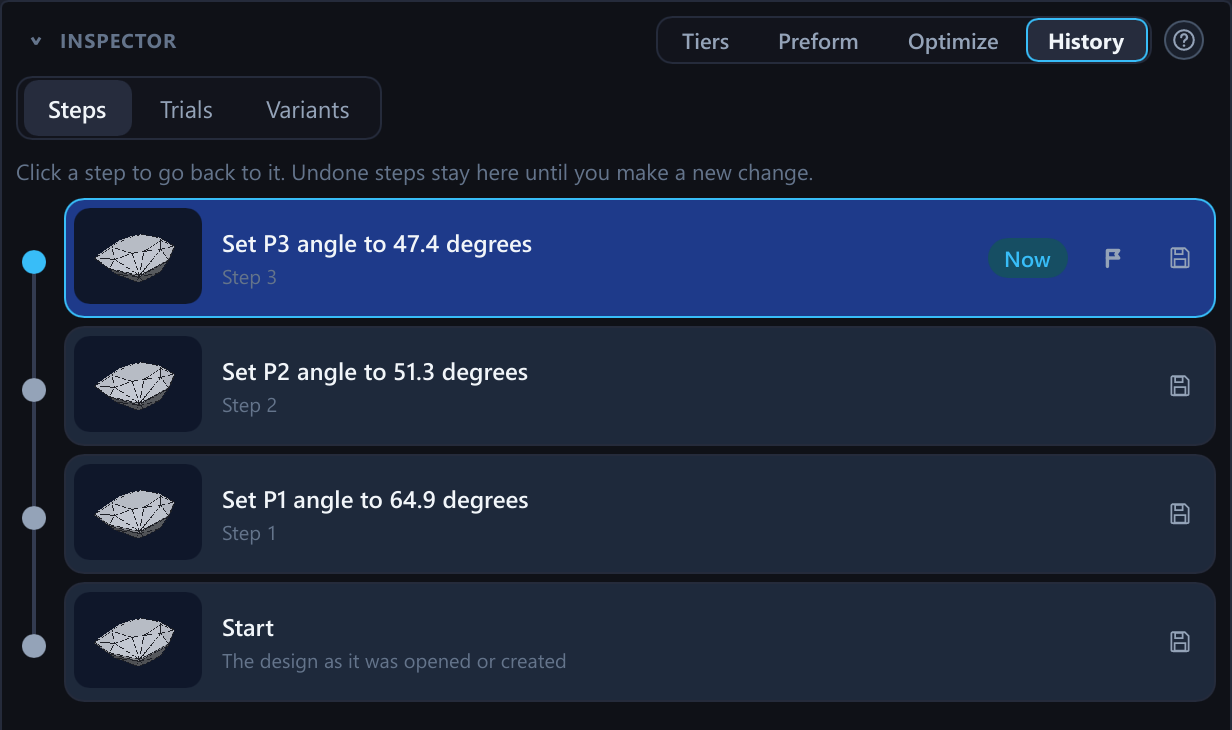 INSPECTOR
Tiers
Preform
Optimize
History
Steps
Trials
Variants
Click a step to go back to it. Undone steps stay here until you make a new change.
Set P3 angle to 47.4 degrees
Step 3
Now
Set P2 angle to 51.3 degrees
Step 2
Set P1 angle to 64.9 degrees
Step 1
Start
The design as it was opened or created